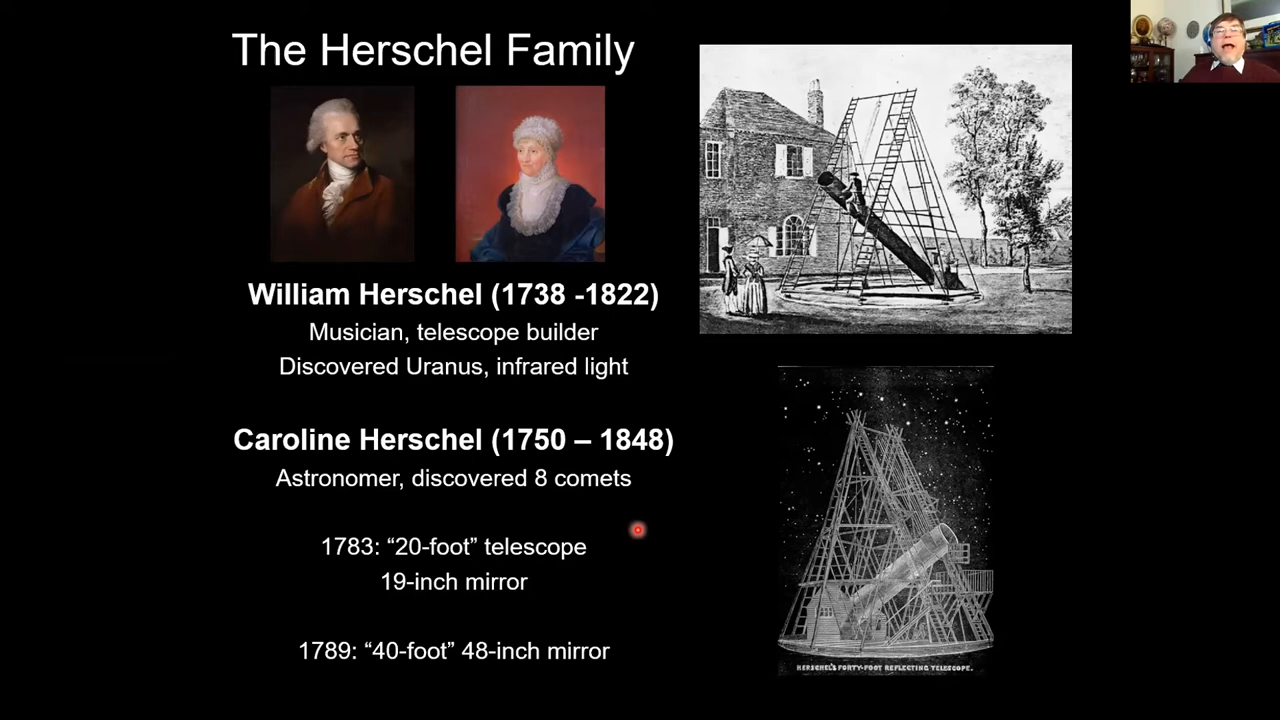 The Herschel Family
William Herschel (1738 -1822)
Musician, telescope builder
Discovered Uranus, infrared light
Caroline Herschel (1750 – 1848)
Astronomer, discovered 8 comets
1783: “20-foot” telescope
19-inch mirror
1789: “40-foot” 48-inch mirror
HERSCHEL'S FORTY-FOOT REFLECTING TELESCOPE.